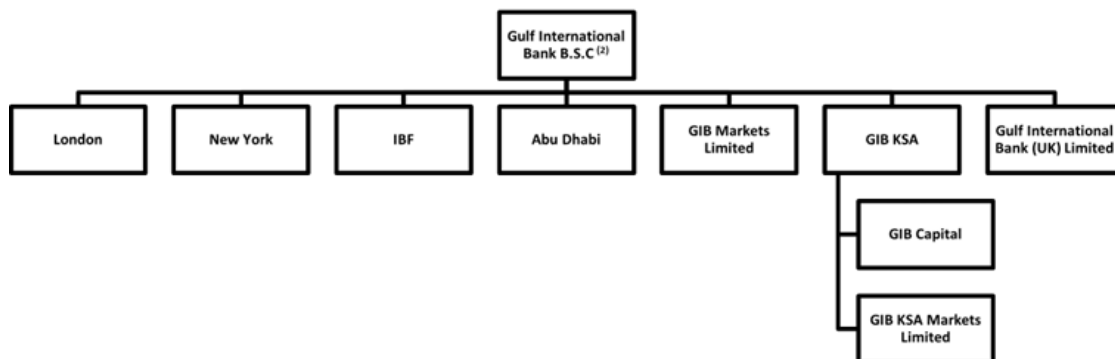 Gulf International
Bank B.S.C (2)
London
New York
IBF
Abu Dhabi
GIB Markets
Limited
GIB KSA
Gulf International
Bank (UK) Limited
GIB Capital
GIB KSA Markets
Limited